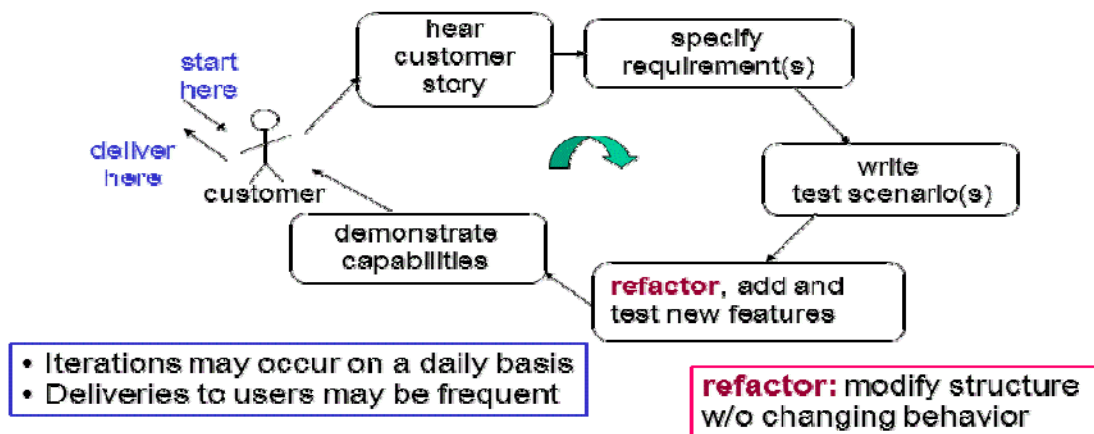 start
here
deliver
here
customer
hear
customer
story
specify
requirement(s)
write
test scenario(s)
refactor, add and
test new features
demonstrate
capabilities
• Iterations may occur on a daily basis
• Deliveries to users may be frequent
refactor: modify structure
w/o changing behavior